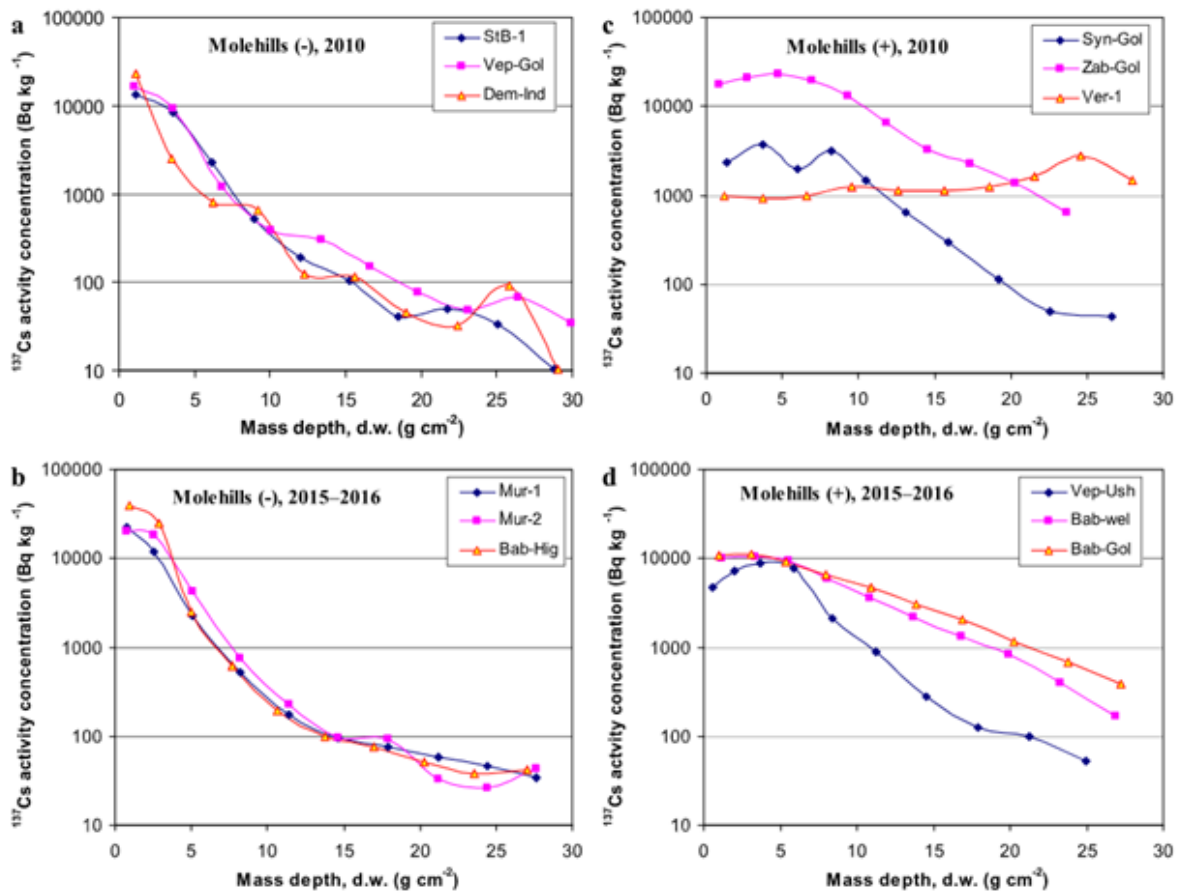 a
Molehills (-), 2010
StB-1
Vep-Gol
Dem-Ind
¹³⁷Cs actvity concentration (Bq kg ⁻¹)
100000
10000
1000
100
10
0 5 10 15 20 25 30
Mass depth, d.w. (g cm⁻²)
c
Molehills (+), 2010
Syn-Gol
Zab-Gol
Ver-1
¹³⁷Cs actvity concentration (Bq kg ⁻¹)
100000
10000
1000
100
10
0 5 10 15 20 25 30
Mass depth, d.w. (g cm⁻²)
b
Molehills (-), 2015–2016
Mur-1
Mur-2
Bab-Hig
¹³⁷Cs actvity concentration (Bq kg ⁻¹)
100000
10000
1000
100
10
0 5 10 15 20 25 30
Mass depth, d.w. (g cm⁻²)
d
Molehills (+), 2015–2016
Vep-Ush
Bab-wel
Bab-Gol
¹³⁷Cs actvity concentration (Bq kg ⁻¹)
100000
10000
1000
100
10
0 5 10 15 20 25 30
Mass depth, d.w. (g cm⁻²)